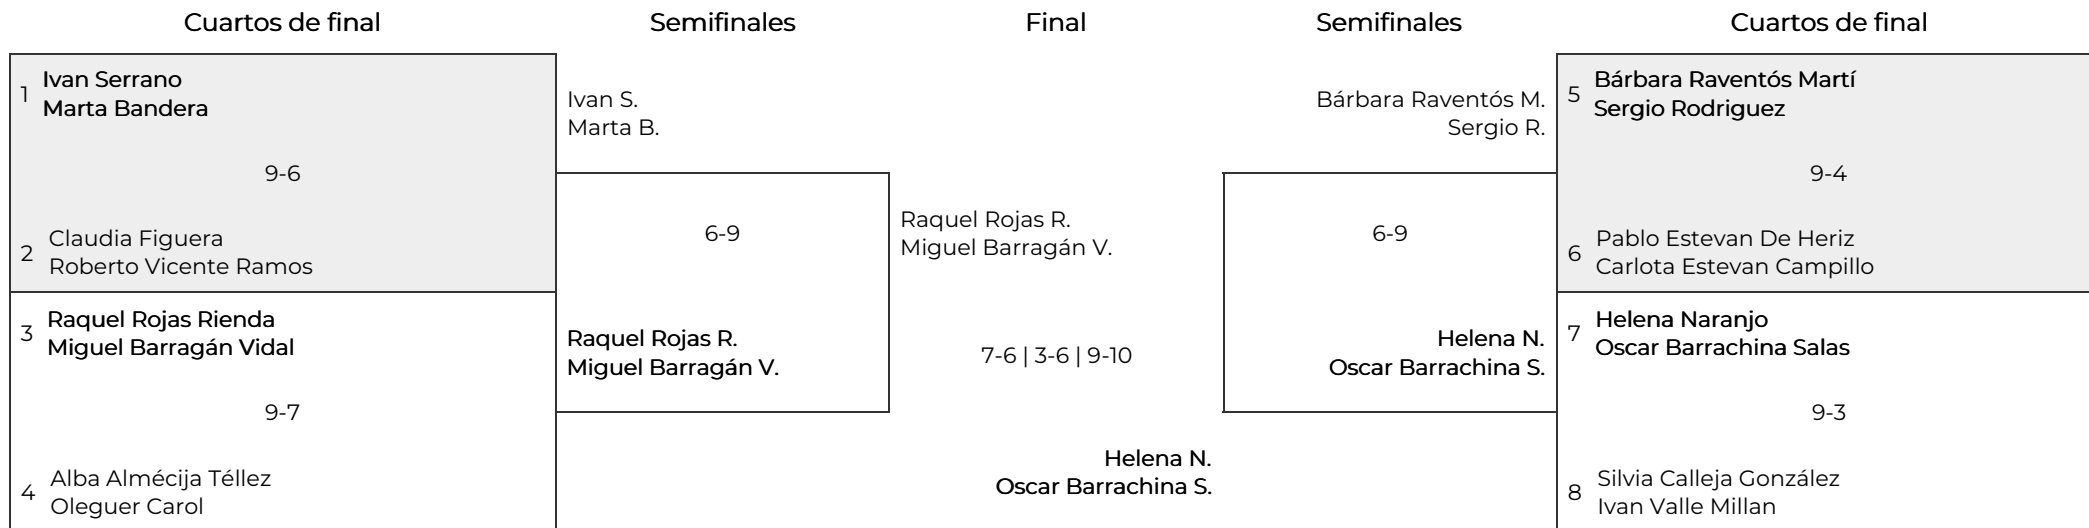 Cuartos de final
Semifinales
Final
Semifinales
Cuartos de final
1
Ivan Serrano
Marta Bandera
9-6
2
Claudia Figuera
Roberto Vicente Ramos
3
Raquel Rojas Rienda
Miguel Barragán Vidal
9-7
4
Alba Almécija Téllez
Oleguer Carol
Ivan S.
Marta B.
6-9
Raquel Rojas R.
Miguel Barragán V.
Raquel Rojas R.
Miguel Barragán V.
7-6 | 3-6 | 9-10
Helena N.
Oscar Barrachina S.
Bárbara Raventós M.
Sergio R.
6-9
Helena N.
Oscar Barrachina S.
5
Bárbara Raventós Martí
Sergio Rodriguez
9-4
6
Pablo Estevan De Heriz
Carlota Estevan Campillo
7
Helena Naranjo
Oscar Barrachina Salas
9-3
8
Silvia Calleja González
Ivan Valle Millan